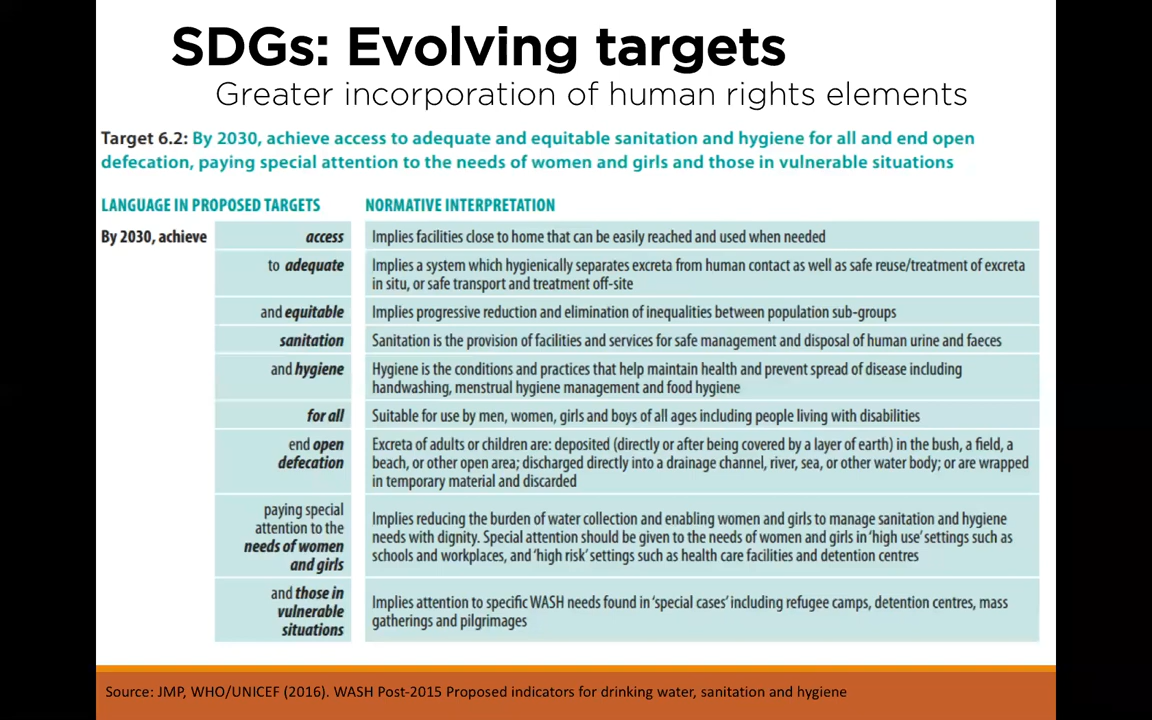 SDGs: Evolving targets
Greater incorporation of human rights elements
Target 6.2: By 2030, achieve access to adequate and equitable sanitation and hygiene for all and end open
defecation, paying special attention to the needs of women and girls and those in vulnerable situations
LANGUAGE IN PROPOSED TARGETS NORMATIVE INTERPRETATION
By 2030, achieve access Implies facilities close to home that can be easily reached and used when needed
to adequate
Implies a system which hygienically separates excreta from human contact as well as safe reuse/treatment of excreta
in situ, or safe transport and treatment off-site
and equitable Implies progressive reduction and elimination of inequalities between population sub-groups
sanitation Sanitation is the provision of facilities and services for safe management and disposal of human urine and faeces
and hygiene
Hygiene is the conditions and practices that help maintain health and prevent spread of disease including
handwashing, menstrual hygiene management and food hygiene
for all Suitable for use by men, women, girls and boys of all ages including people living with disabilities
end open
defecation
Excreta of adults or children are: deposited (directly or after being covered by a layer of earth) in the bush, a field, a
beach, or other open area; discharged directly into a drainage channel, river, sea, or other water body; or are wrapped
in temporary material and discarded
paying special
attention to the
needs of women
and girls
Implies reducing the burden of water collection and enabling women and girls to manage sanitation and hygiene
needs with dignity. Special attention should be given to the needs of women and girls in 'high use' settings such as
schools and workplaces, and 'high risk' settings such as health care facilities and detention centres
and those in
vulnerable
situations
Implies attention to specific WASH needs found in 'special cases' including refugee camps, detention centres, mass
gatherings and pilgrimages
Source: JMP, WHO/UNICEF (2016). WASH Post-2015 Proposed indicators for drinking water, sanitation and hygiene